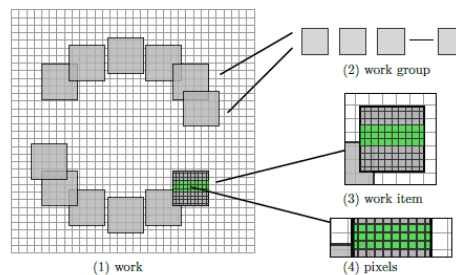 (2) work group
(3) work item
(1) work
(4) pixels